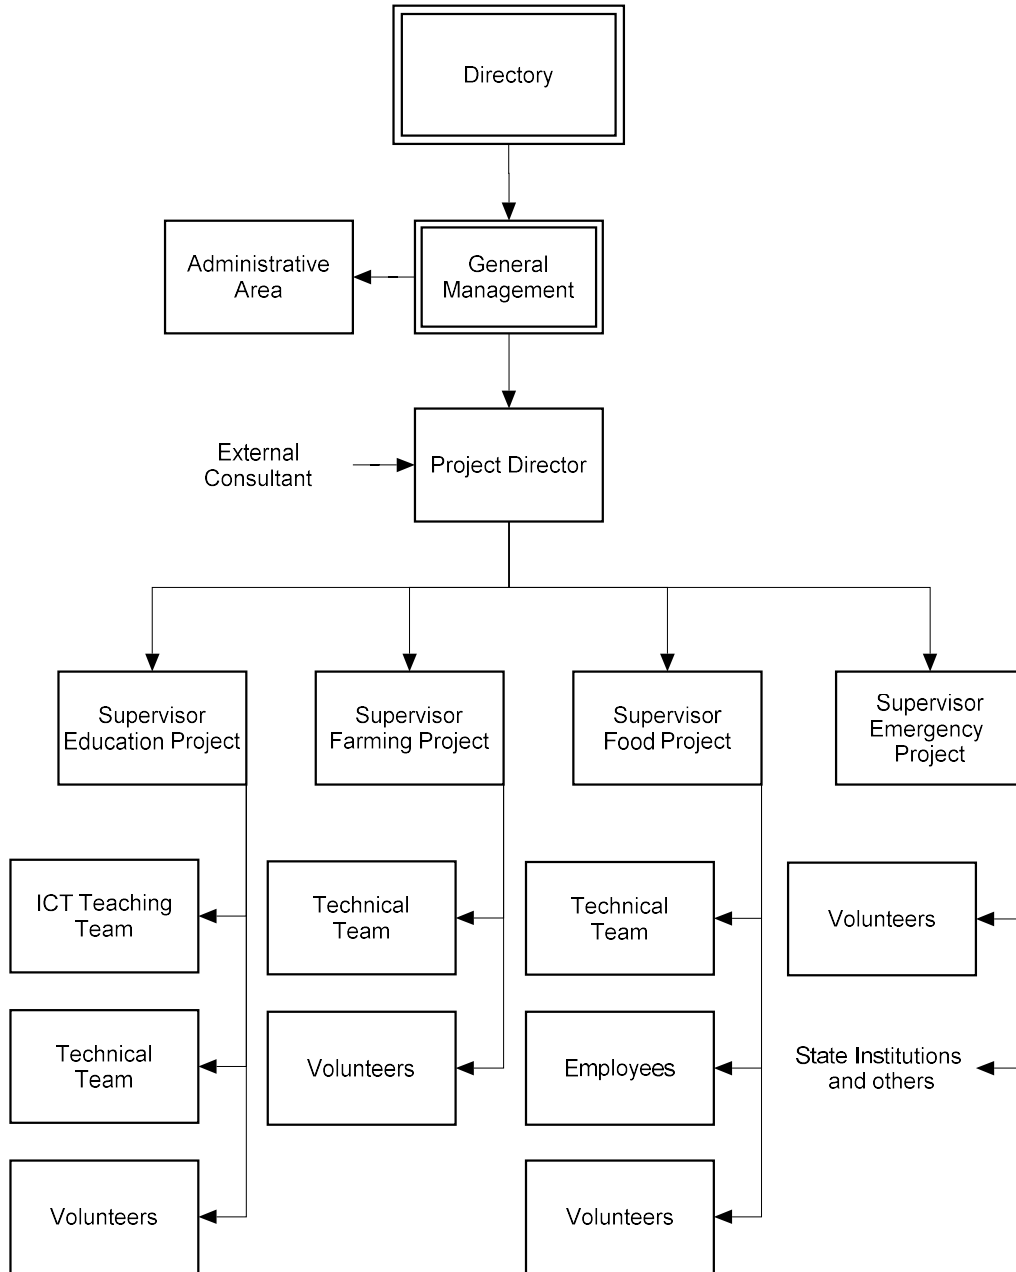 Directory
Administrative
Area
General
Management
External
Consultant
Project Director
Supervisor
Education Project
Supervisor
Farming Project
Supervisor
Food Project
Supervisor
Emergency
Project
ICT Teaching
Team
Technical
Team
Technical
Team
Volunteers
Technical
Team
Volunteers
Employees
State Institutions
and others
Volunteers
Volunteers